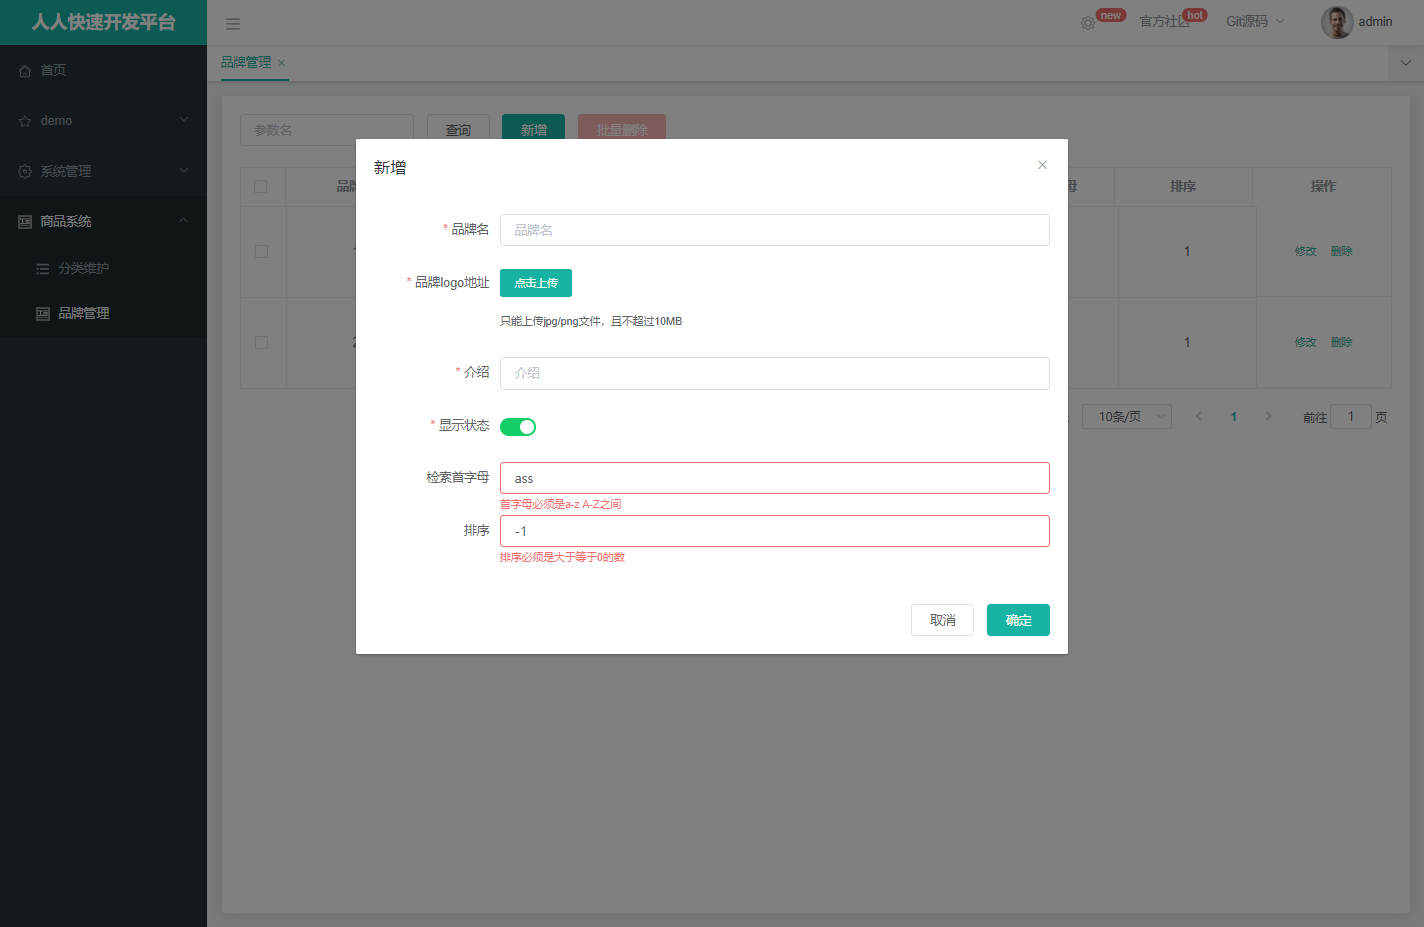 人人快速开发平台
new
官方社区
hot
Git源码
admin
首页
demo
系统管理
商品系统
分类维护
品牌管理
品牌管理
参数名
查询
新增
批量删除
排序
操作
1
修改
删除
1
修改
删除
10条/页
1
前往
1
页
新增
* 品牌名
品牌名
* 品牌logo地址
点击上传
只能上传jpg/png文件，且不超过10MB
* 介绍
介绍
* 显示状态
检索首字母
ass
首字母必须是a-z A-Z之间
排序
-1
排序必须是大于等于0的数
取消
确定